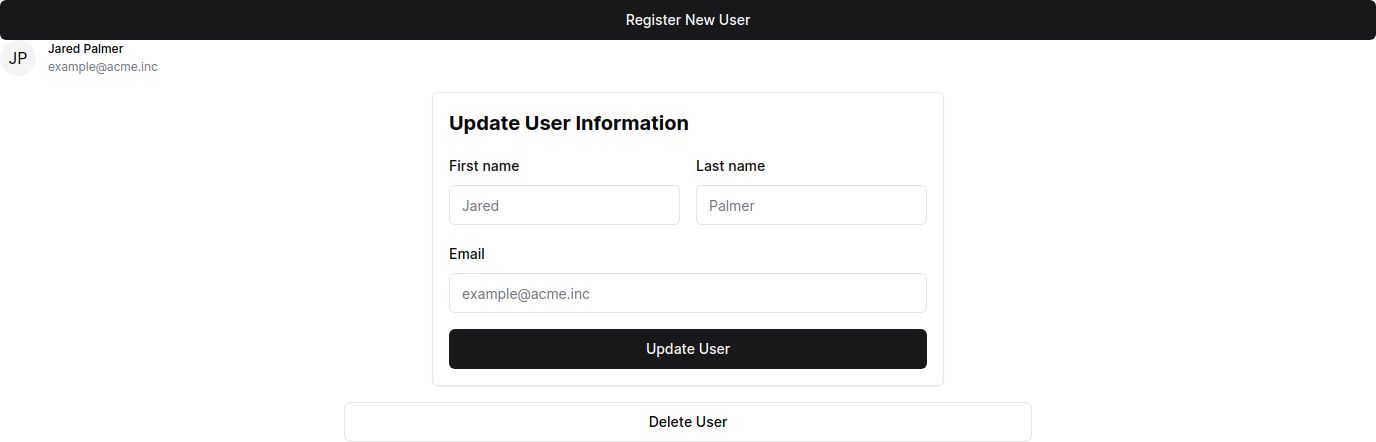 Register New User
JP
Jared Palmer
example@acme.inc
Update User Information
First name
Last name
Jared
Palmer
Email
example@acme.inc
Update User
Delete User